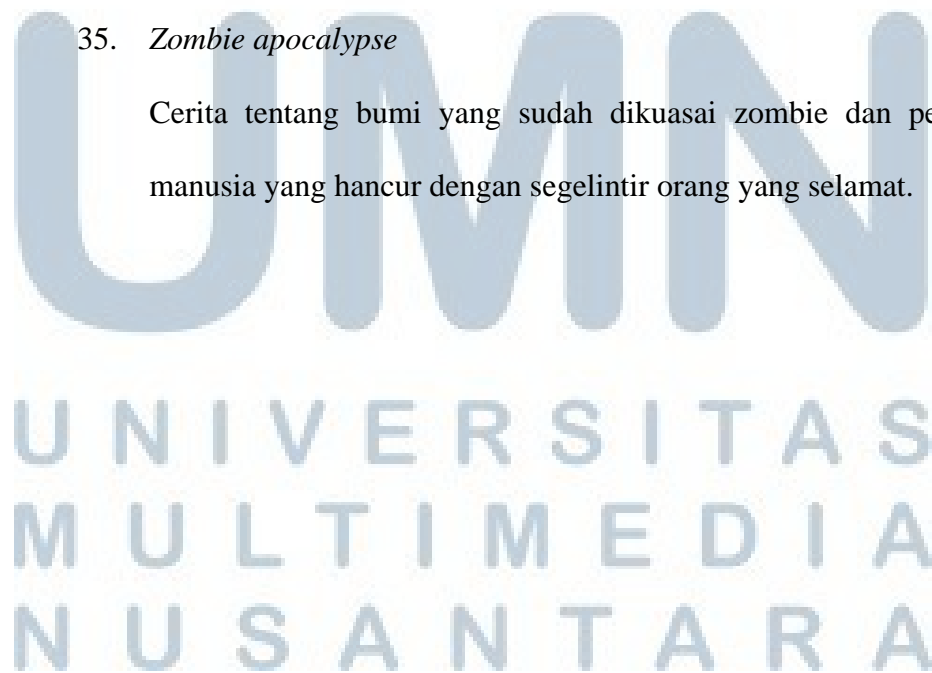 35. Zombie apocalypse
Cerita tentang bumi yang sudah dikuasai zombie dan
manusia yang hancur dengan segelintir orang yang selamat.
UMN
UNIVERSITAS
MULTIMEDIA
NUSANTARA